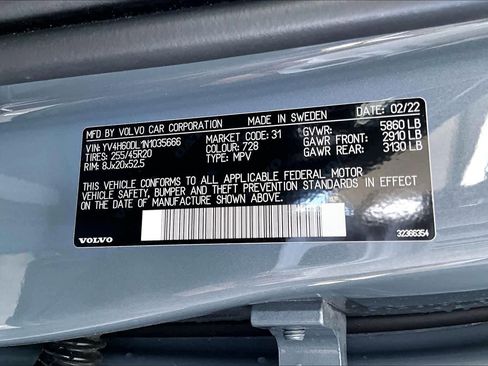 BJ: VOLVO CAR CORPORATION MADE IN SWEDEN DATE: 02/22
VIN: YV4H60DL1N1035666 MARKET CODE: 31 GVWR: 5860 LB
TIRES: 255/45R20 COLOUR: 728 GAWR FRONT: 2910 LB
RIM: 8Jx20x52,5 TYPE: MPV GAWR REAR: 3130 LB
THIS VEHICLE CONFORMS TO ALL APPLICABLE FEDERAL MOTOR
VEHICLE SAFETY, BUMPER, AND THEFT PREVENTION STANDARDS IN EFFECT
ON THE DATE OF MANUFACTURE SHOWN ABOVE.
VOLVO 32366354